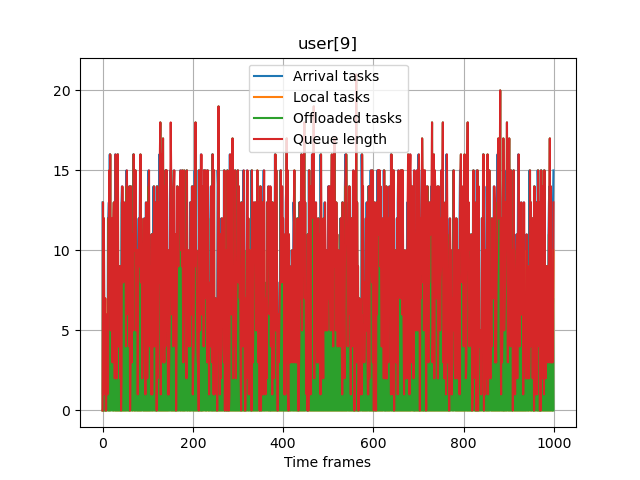 user[9]
Arrival tasks
Local tasks
Offloaded tasks
Queue length
20
15
10
5
0
0 200 400 600 800 1000
Time frames